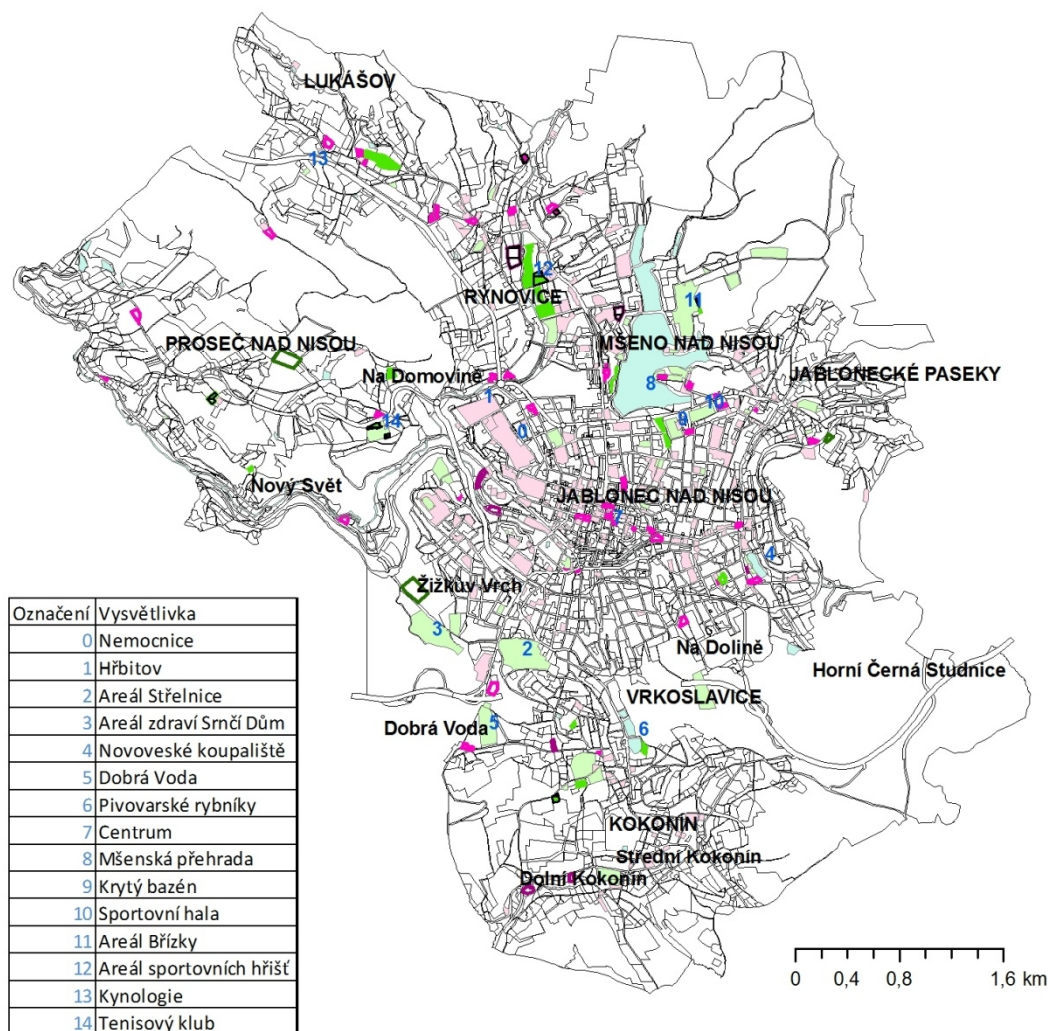 LUKÁŠOV
13
12
RÝNOVICE
11
PROSEČ NAD NISOU
MŠENO NAD NISOU
Na Domovině
8
JABLONECKÉ PASEKY
1
10
14
0
9
Nový Svět
JABLONEC NAD NISOU
7
4
Žižkův Vrch
3
2
Na Dolině
Horní Černá Studnice
VRKOSLAVICE
Dobrá Voda
5
6
KOKONÍN
Střední Kokonín
Dolní Kokonín
Označení Vysvětlivka
0 Nemocnice
1 Hřbitov
2 Areál Střelnice
3 Areál zdraví Srnčí Dům
4 Novoveské koupaliště
5 Dobrá Voda
6 Pivovarské rybníky
7 Centrum
8 Mšenská přehrada
9 Krytý bazén
10 Sportovní hala
11 Areál Břízky
12 Areál sportovních hřišť
13 Kynologie
14 Tenisový klub
0 0,4 0,8 1,6 km